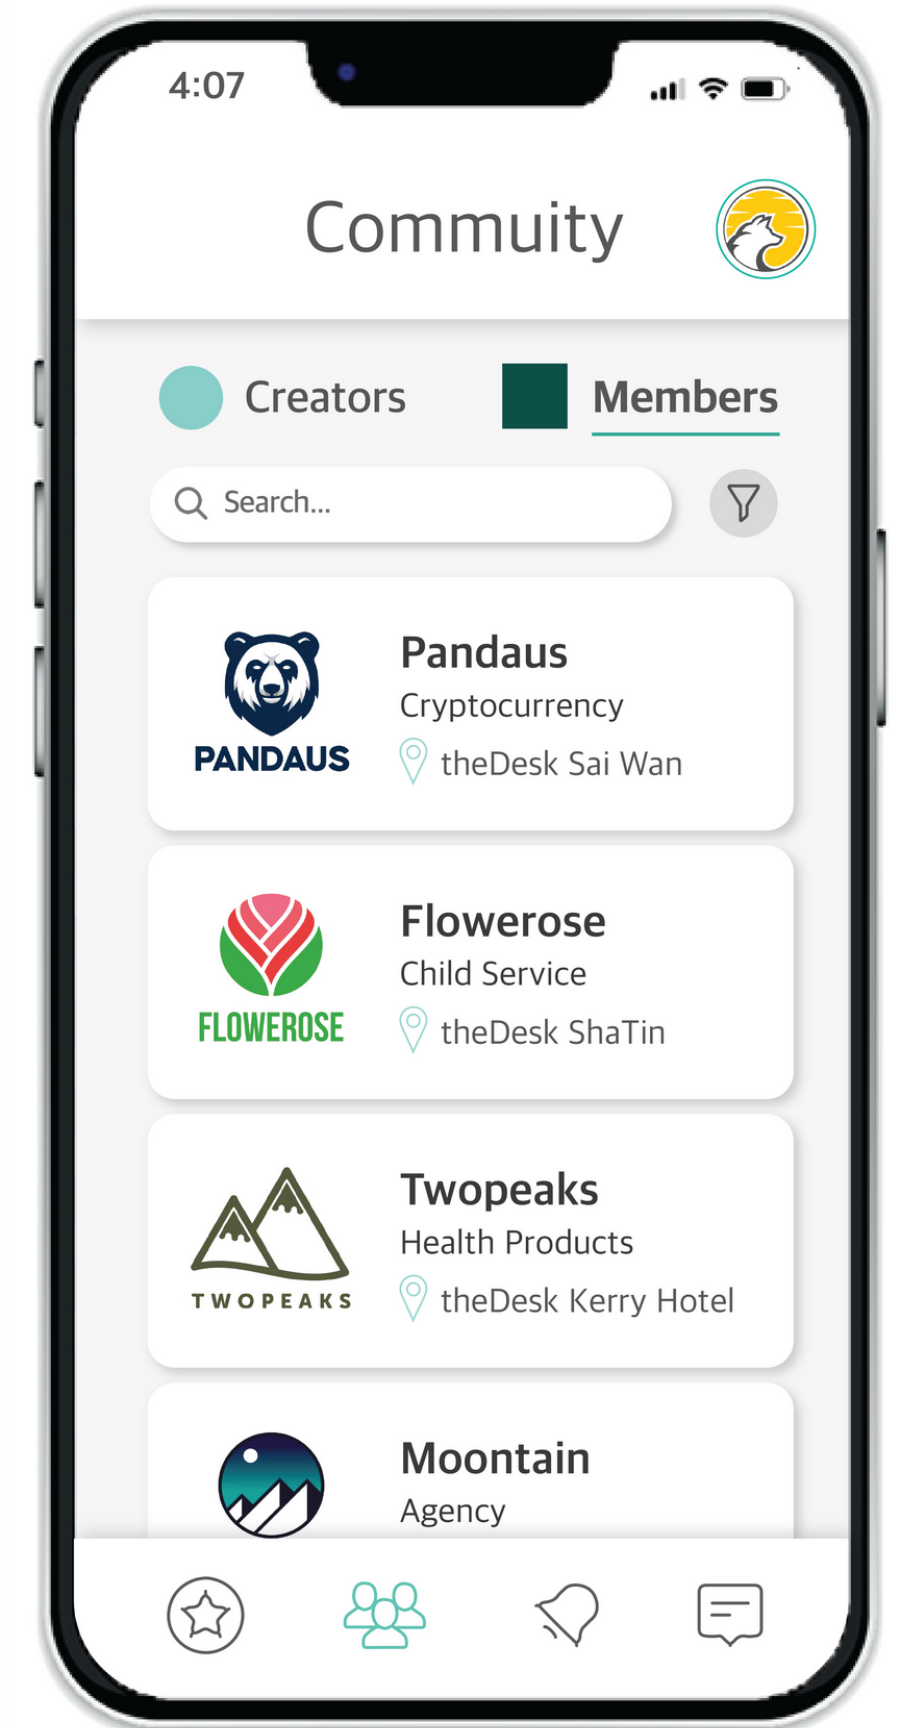 4:07
Commuity
Creators
Members
Search...
Pandaus
Cryptocurrency
PANDAUS
theDesk Sai Wan
Flowerose
Child Service
FLOWEROSE
theDesk ShaTin
Twopeaks
Health Products
TWOPEAKS
theDesk Kerry Hotel
Moontain
Agency